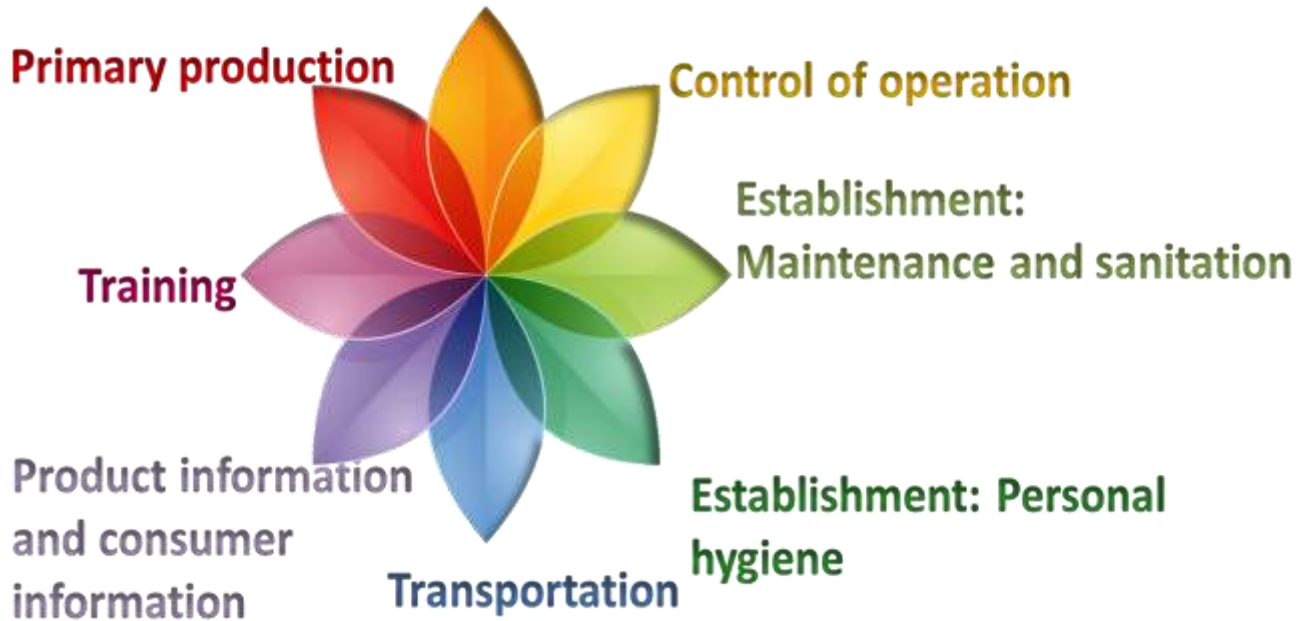 Primary production
Control of operation
Establishment:
Maintenance and sanitation
Training
Product information
and consumer
information
Establishment: Personal
hygiene
Transportation